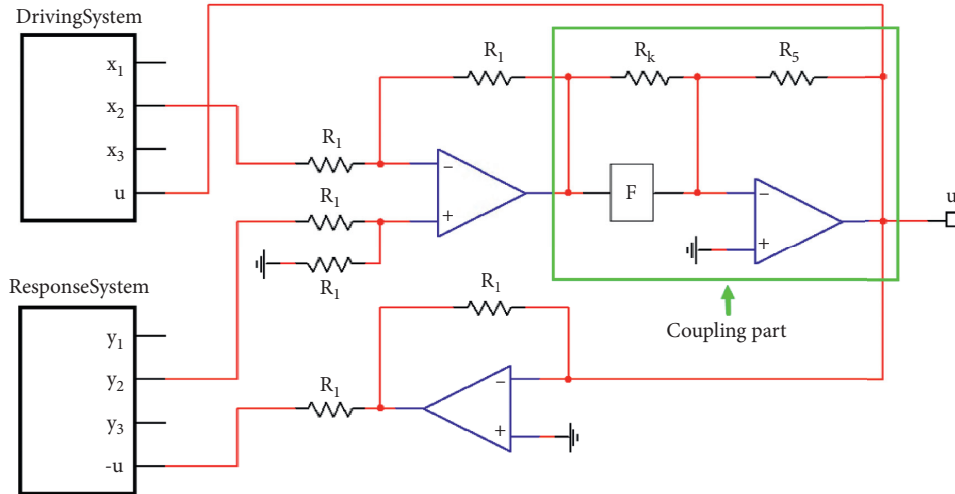 DrivingSystem
x1
x2
x3
u
R1
Rk
R5
R1
R1
R1
F
−
+
−
+
u
ResponseSystem
y1
y2
y3
-u
R1
R1
−
+
Coupling part